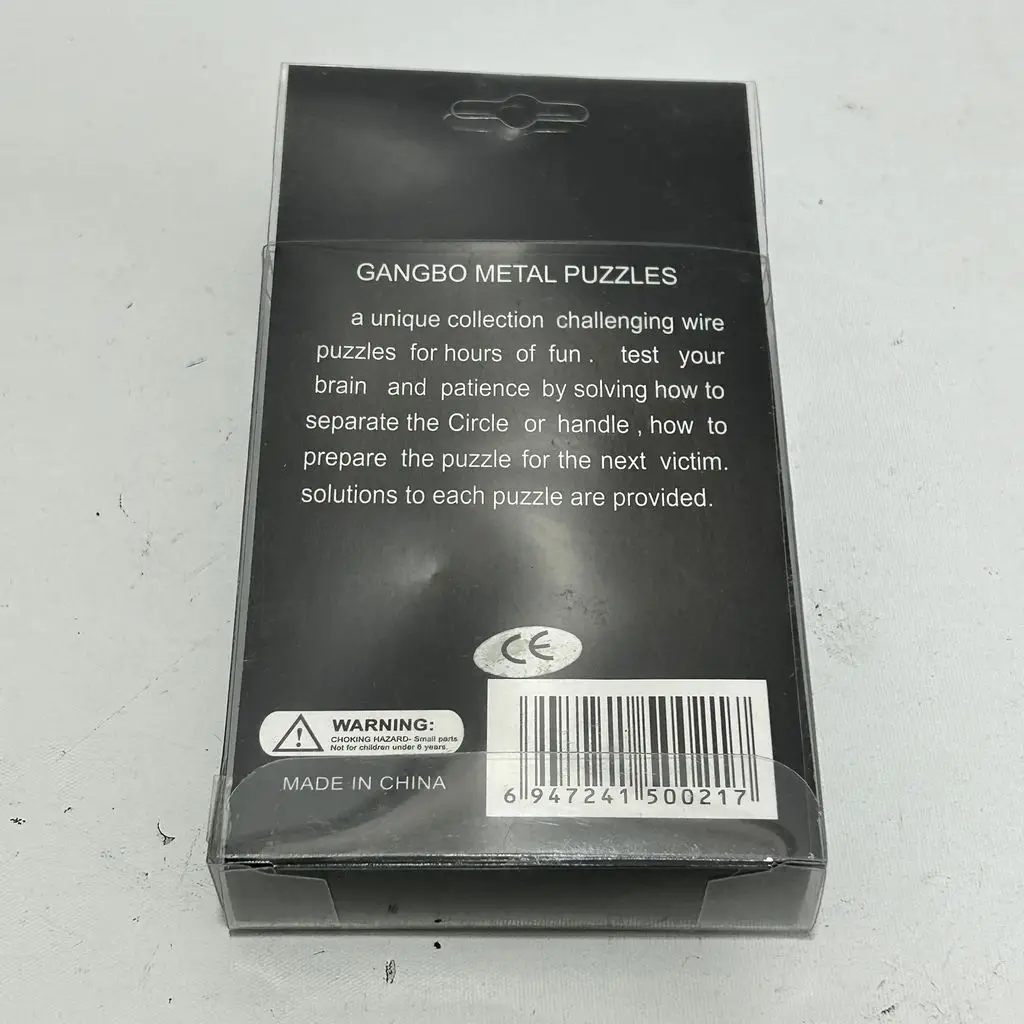 GANGBO METAL PUZZLES
a unique collection challenging wire
puzzles for hours of fun . test your
brain and patience by solving how to
separate the Circle or handle , how to
prepare the puzzle for the next victim.
solutions to each puzzle are provided.
CE
WARNING:
CHOKING HAZARD- Small parts
Not for children under 6 years.
MADE IN CHINA
6 947241 500217